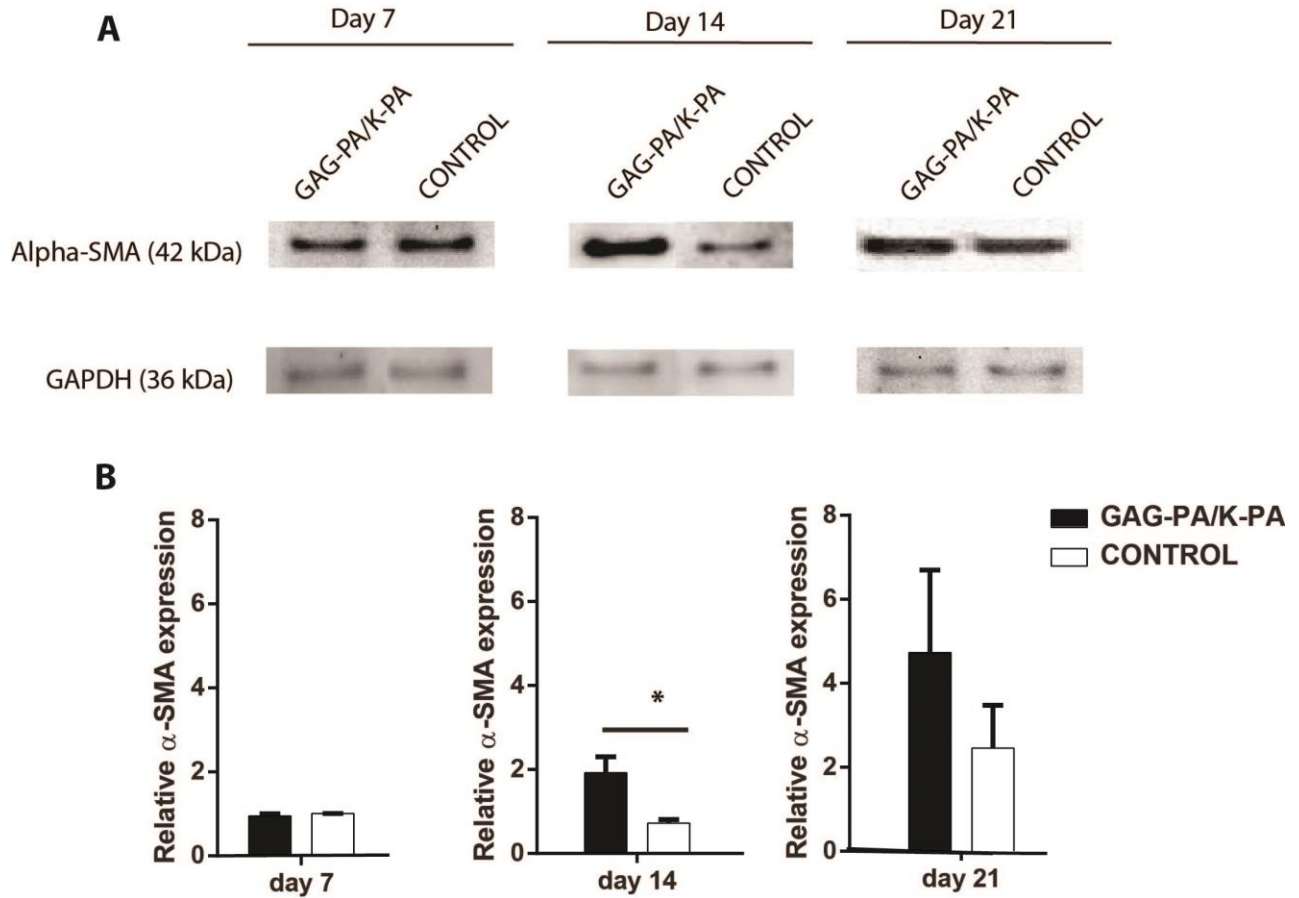 A
Day 7
Day 14
Day 21
GAG-PA/K-PA
CONTROL
GAG-PA/K-PA
CONTROL
GAG-PA/K-PA
CONTROL
Alpha-SMA (42 kDa)
GAPDH (36 kDa)
B
Relative α-SMA expression
8
6
4
2
0
day 7
Relative α-SMA expression
8
6
4
2
0
*
day 14
Relative α-SMA expression
8
6
4
2
0
day 21
GAG-PA/K-PA
CONTROL